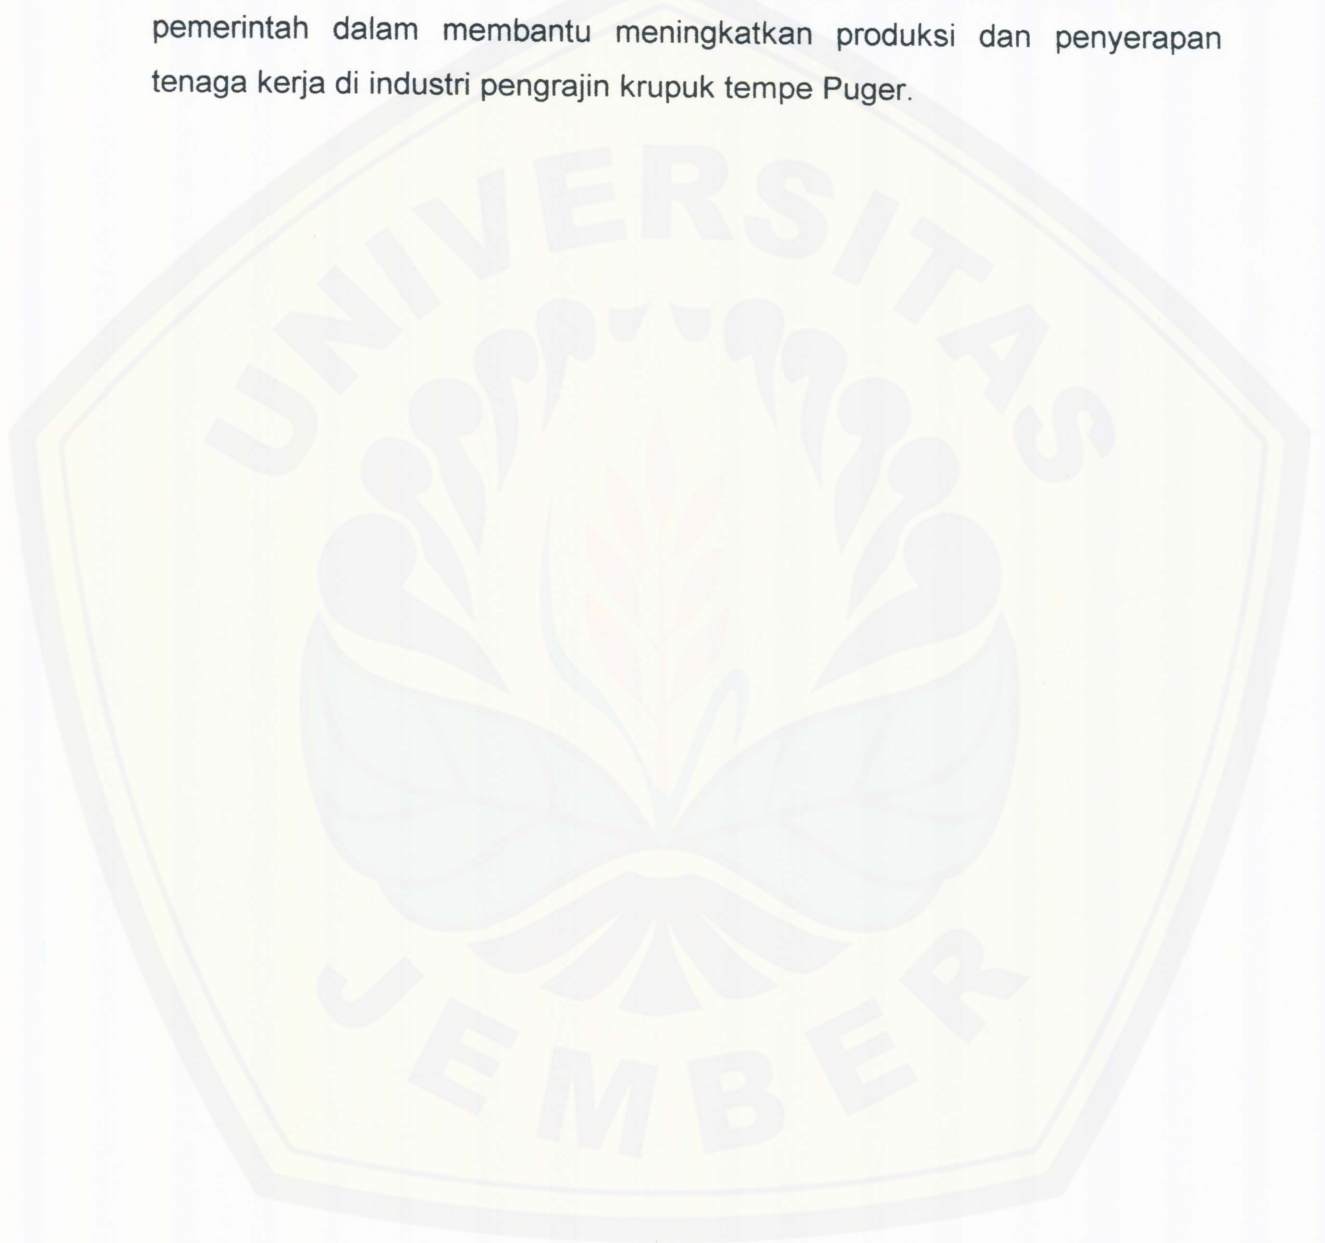 pemerintah dalam membantu meningkatkan produksi dan penyerapan
tenaga kerja di industri pengrajin krupuk tempe Puger.
UNIVERSITAS
JEMBER